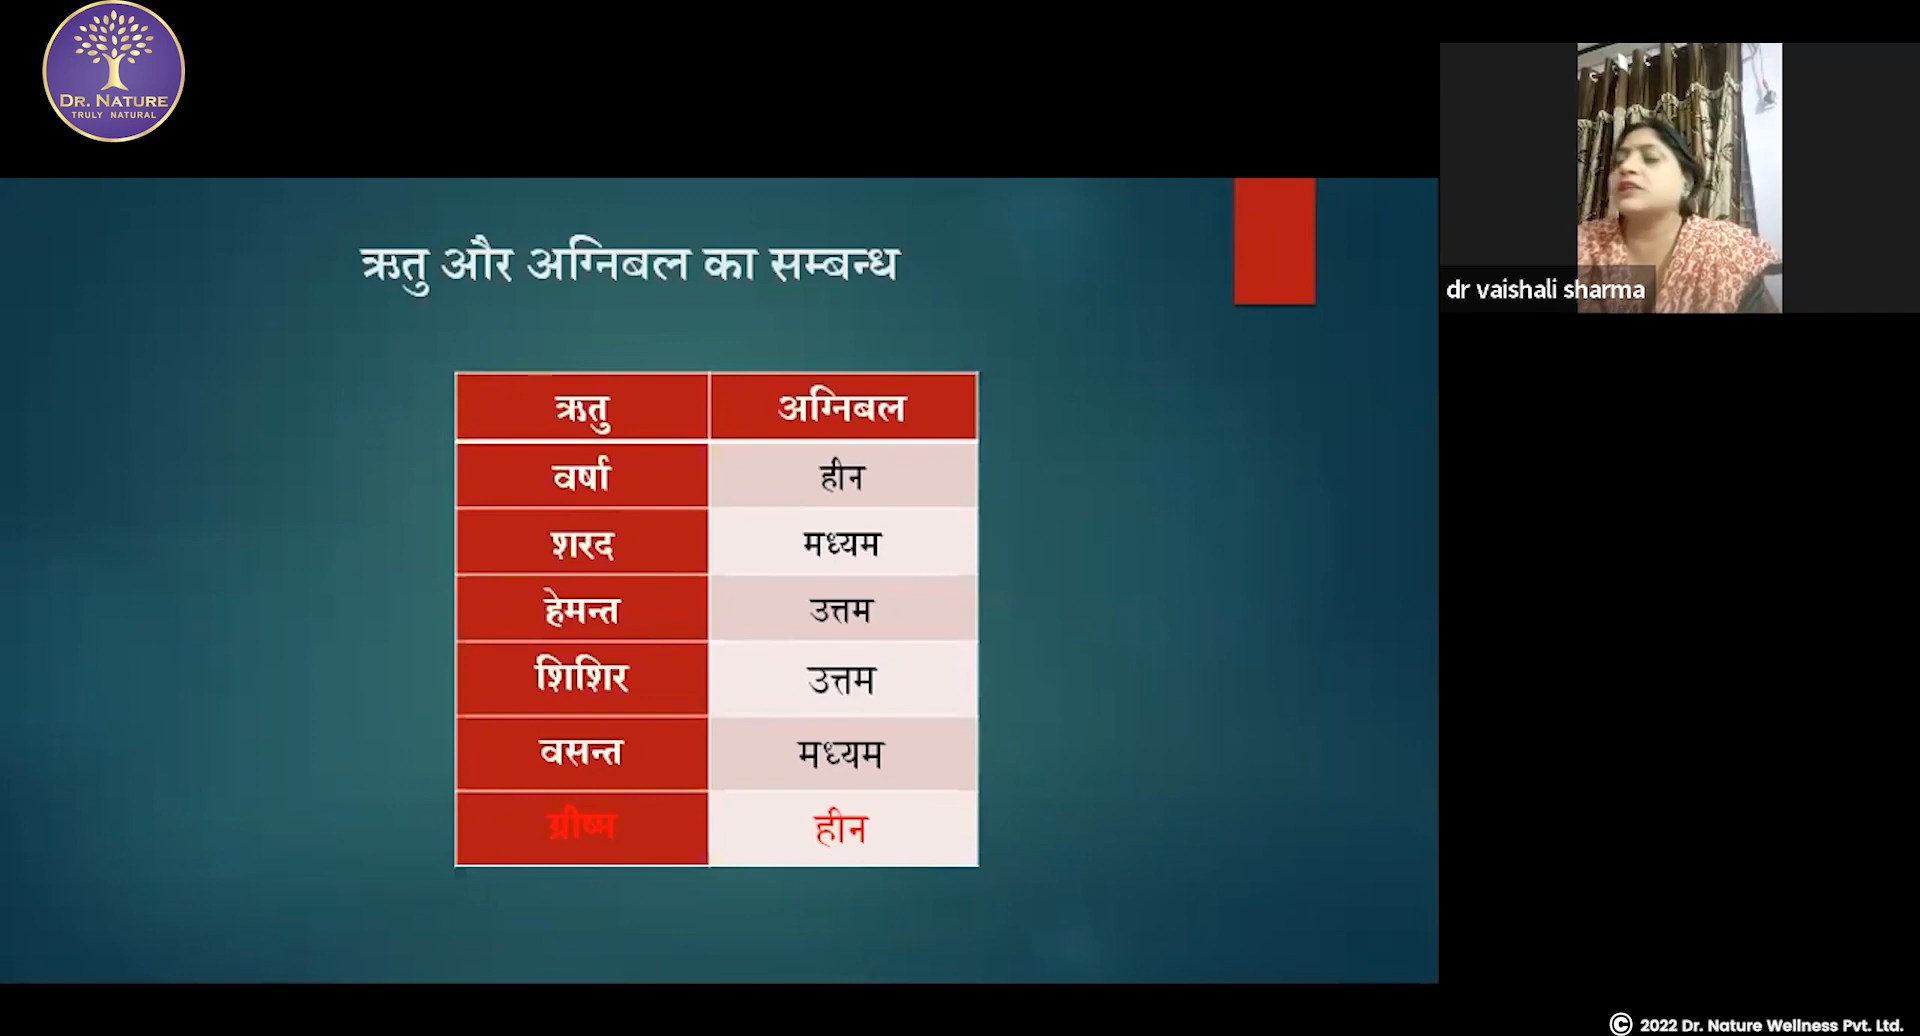 DR. NATURE
TRULY NATURAL
ऋतु और अग्निबल का सम्बन्ध
ऋतु अग्निबल
वर्षा हीन
शरद मध्यम
हेमन्त उत्तम
शिशिर उत्तम
वसन्त मध्यम
ग्रीष्म हीन
dr vaishali sharma
© 2022 Dr. Nature Wellness Pvt. Ltd.